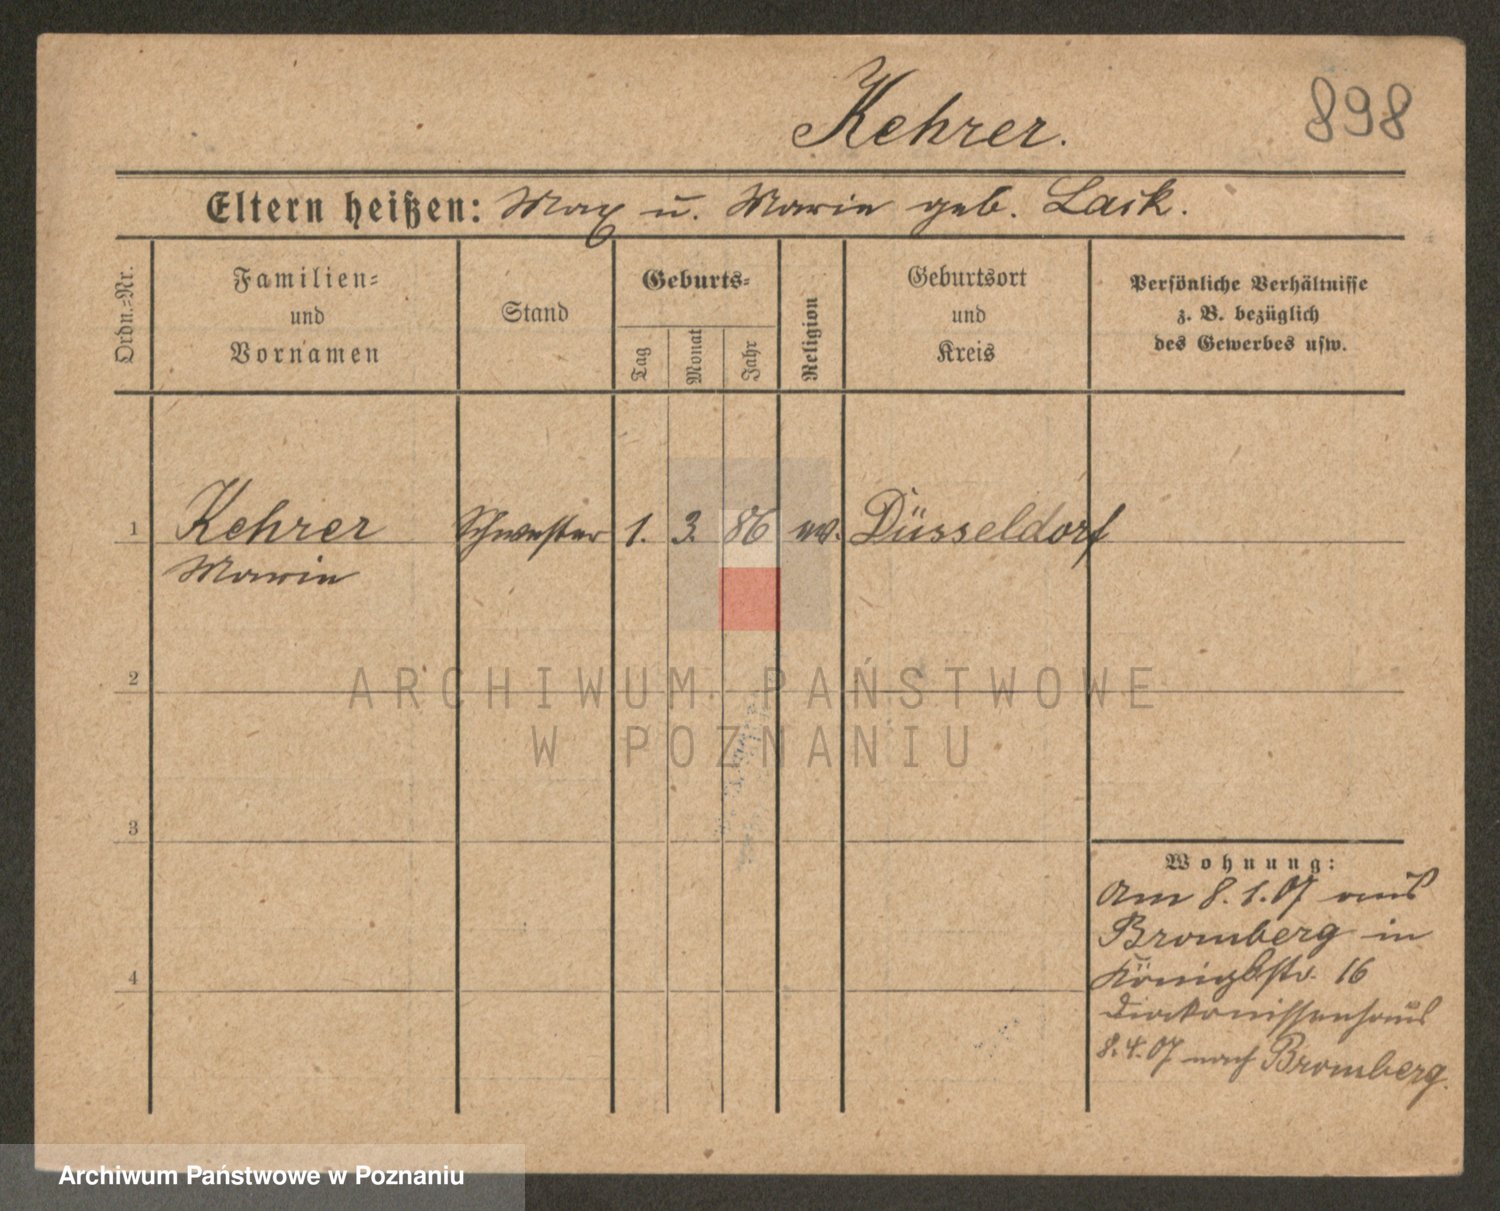 Kehrer.
898
Eltern heißen: Max u. Marie geb. Lask.
Ordn.=Nr.
Familien=
und
Vornamen
Stand
Geburts=
Tag
Monat
Jahr
Religion
Geburtsort
und
Kreis
Persönliche Verhältnisse
z. B. bezüglich
des Gewerbes usw.
1 Kehrer Schwester 1. 3. 86 ev. Düsseldorf
Marie
2
3
4
Wohnung:
Am 8.1.07 aus
Bromberg in
Königstr. 16
Diakonissenhaus
8.4.07 nach Bromberg.
ARCHIWUM PAŃSTWOWE
W POZNANIU
Archiwum Państwowe w Poznaniu